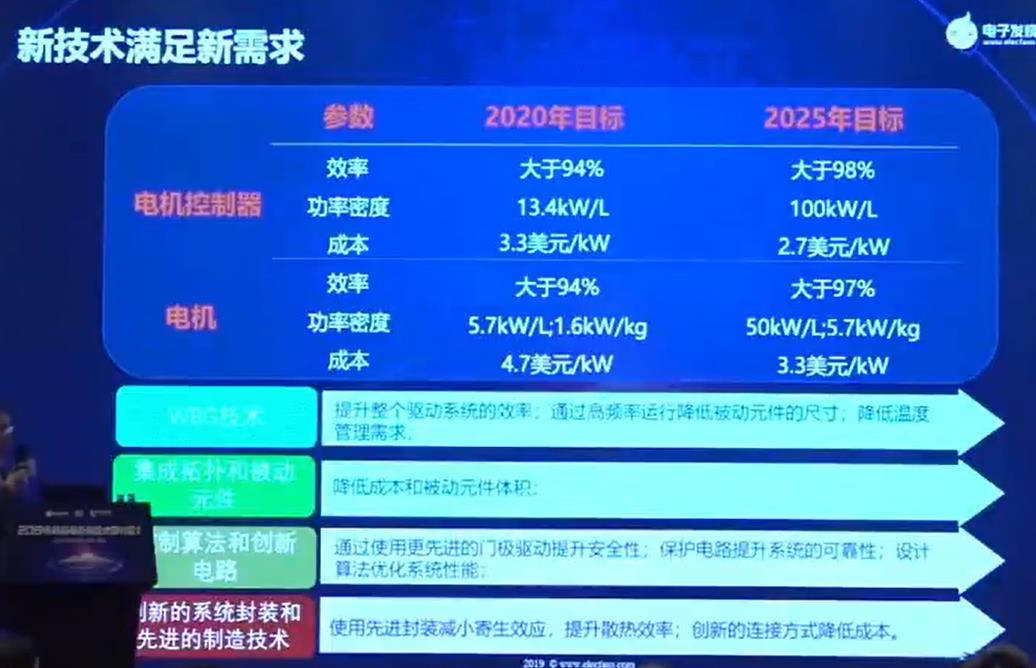 新技术满足新需求
电子发烧
www.elecfans
参数 2020年目标 2025年目标
电机控制器
效率 大于94% 大于98%
功率密度 13.4kW/L 100kW/L
成本 3.3美元/kW 2.7美元/kW
电机
效率 大于94% 大于97%
功率密度 5.7kW/L;1.6kW/kg 50kW/L;5.7kW/kg
成本 4.7美元/kW 3.3美元/kW
WBG技术
提升整个驱动系统的效率；通过高频率运行降低被动元件的尺寸；降低温度
管理需求；
集成拓扑和被动
元件
降低成本和被动元件体积；
制算法和创新
电路
通过使用更先进的门极驱动提升安全性；保护电路提升系统的可靠性；设计
算法优化系统性能；
创新的系统封装和
先进的制造技术
使用先进封装减小寄生效应，提升散热效率；创新的连接方式降低成本。
2019 © www.elecfans.com